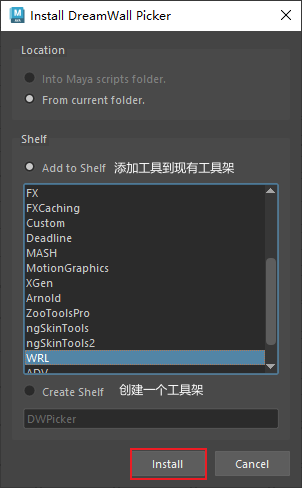 Install DreamWall Picker
Location
Into Maya scripts folder.
From current folder.
Shelf
Add to Shelf 添加工具到现有工具架
FX
FXCaching
Custom
Deadline
MASH
MotionGraphics
XGen
Arnold
ZooToolsPro
ngSkinTools
ngSkinTools2
WRL
ADV
Create Shelf 创建一个工具架
DWPicker
Install Cancel